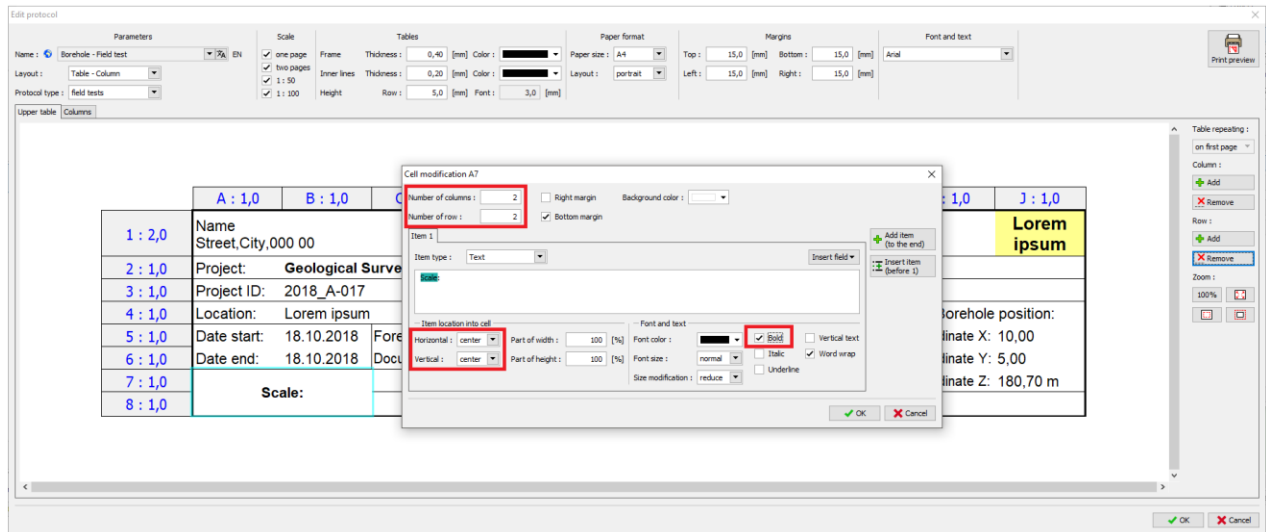 Edit protocol
Parameters Scale Tables Paper format Margins Font and text
Name : Borehole - Field test EN one page Frame Thickness : 0,40 [mm] Color : Paper size : A4 Top : 15,0 [mm] Bottom : 15,0 [mm] Arial
Layout : Table - Column two pages Inner lines Thickness : 0,20 [mm] Color : Layout : portrait Left : 15,0 [mm] Right : 15,0 [mm]
1 : 50
Protocol type : field tests 1 : 100 Height Row : 5,0 [mm] Font : 3,0 [mm]
Print preview
Upper table Columns
Table repeating :
on first page
Column :
Add
Remove
Row :
Add
Remove
Zoom :
100%
Cell modification A7
Number of columns : 2 Right margin Background color :
Number of row : 2 Bottom margin
Item 1
Add item
(to the end)
Item type : Text Insert field
Insert item
(before 1)
Scale:
Item location into cell Font and text
Horizontal : center Part of width : 100 [%] Font color : Bold Vertical text
Vertical : center Part of height : 100 [%] Font size : normal Italic Word wrap
Size modification : reduce Underline
OK Cancel
A : 1,0 B : 1,0 C : 1,0 J : 1,0
1 : 2,0 Name
Street,City,000 00
Lorem
ipsum
2 : 1,0 Project: Geological Surve
3 : 1,0 Project ID: 2018_A-017
4 : 1,0 Location: Lorem ipsum Borehole position:
5 : 1,0 Date start: 18.10.2018 Fore dinate X: 10,00
6 : 1,0 Date end: 18.10.2018 Docu dinate Y: 5,00
7 : 1,0 Scale: dinate Z: 180,70 m
8 : 1,0
OK Cancel